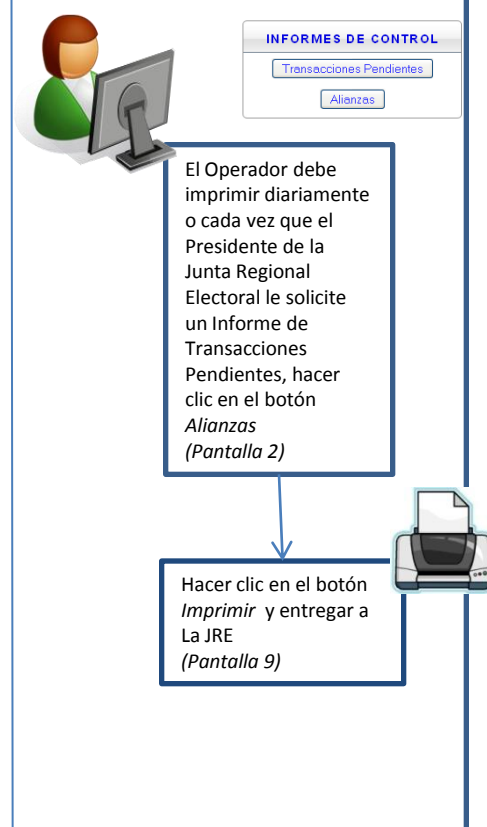 INFORMES DE CONTROL
Transacciones Pendientes
Alianzas
El Operador debe
imprimir diariamente
o cada vez que el
Presidente de la
Junta Regional
Electoral le solicite
un Informe de
Transacciones
Pendientes, hacer
clic en el botón
Alianzas
(Pantalla 2)
Hacer clic en el botón
Imprimir y entregar a
La JRE
(Pantalla 9)